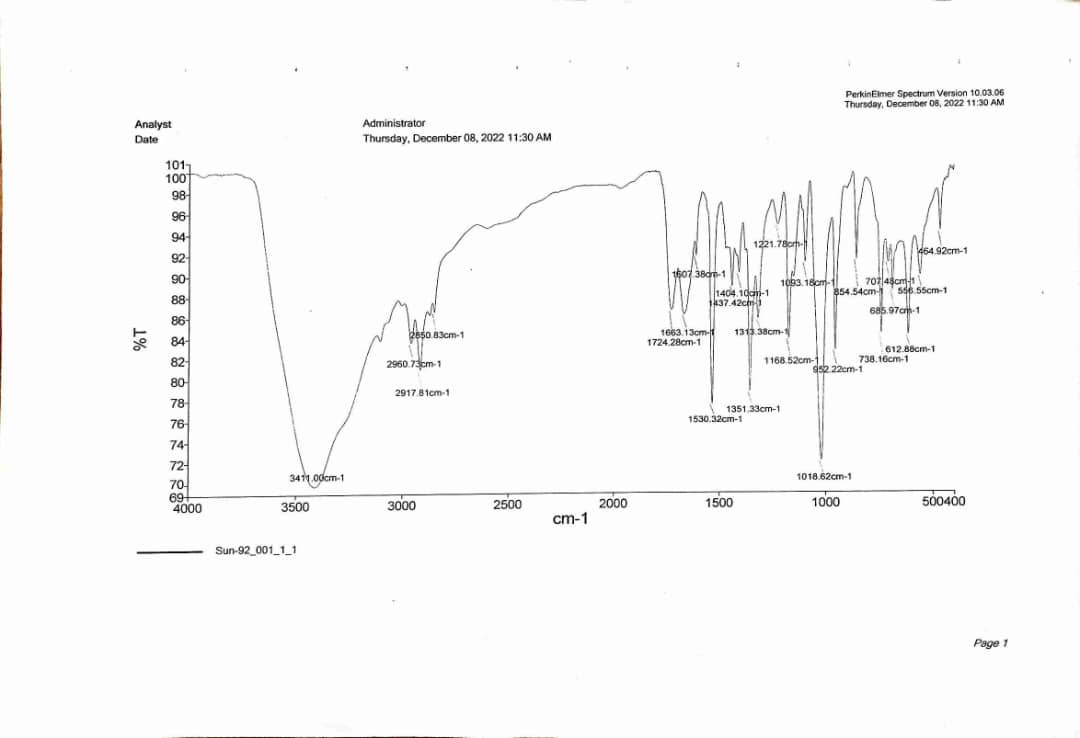 PerkinElmer Spectrum Version 10.03.06
Thursday, December 08, 2022 11:30 AM
Analyst
Administrator
Date
Thursday, December 08, 2022 11:30 AM
101
100
98
96
94
92
90
88
86
84
82
80
78
76
74
72
70
69
%T
4000
3500
3000
2500
2000
1500
1000
500400
cm-1
3411.00cm-1
2960.73cm-1
2917.81cm-1
2850.83cm-1
1724.28cm-1
1663.13cm-1
1607.38cm-1
1530.32cm-1
1437.42cm-1
1404.10cm-1
1351.33cm-1
1313.38cm-1
1221.78cm-1
1168.52cm-1
1093.18cm-1
1018.62cm-1
952.22cm-1
854.54cm-1
738.16cm-1
707.48cm-1
685.97cm-1
612.88cm-1
556.55cm-1
464.92cm-1
Sun-92_001_1_1
Page 1